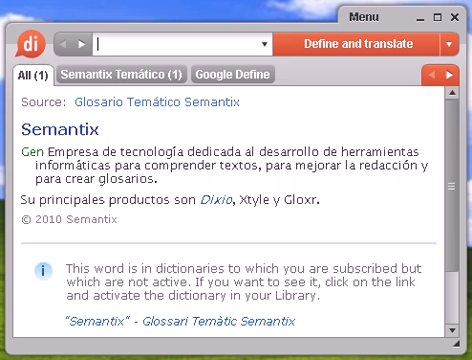 Menu
di
Define and translate
All (1)
Semantix Temático (1)
Google Define
Source: Glosario Temático Semantix
Semantix
Gen Empresa de tecnología dedicada al desarrollo de herramientas
informáticas para comprender textos, para mejorar la redacción y
para crear glosarios.
Su principales productos son Dixio, Xtyle y Gloxr.
© 2010 Semantix
i
This word is in dictionaries to which you are subscribed but
which are not active. If you want to see it, click on the link
and activate the dictionary in your Library.
"Semantix" - Glossari Temàtic Semantix